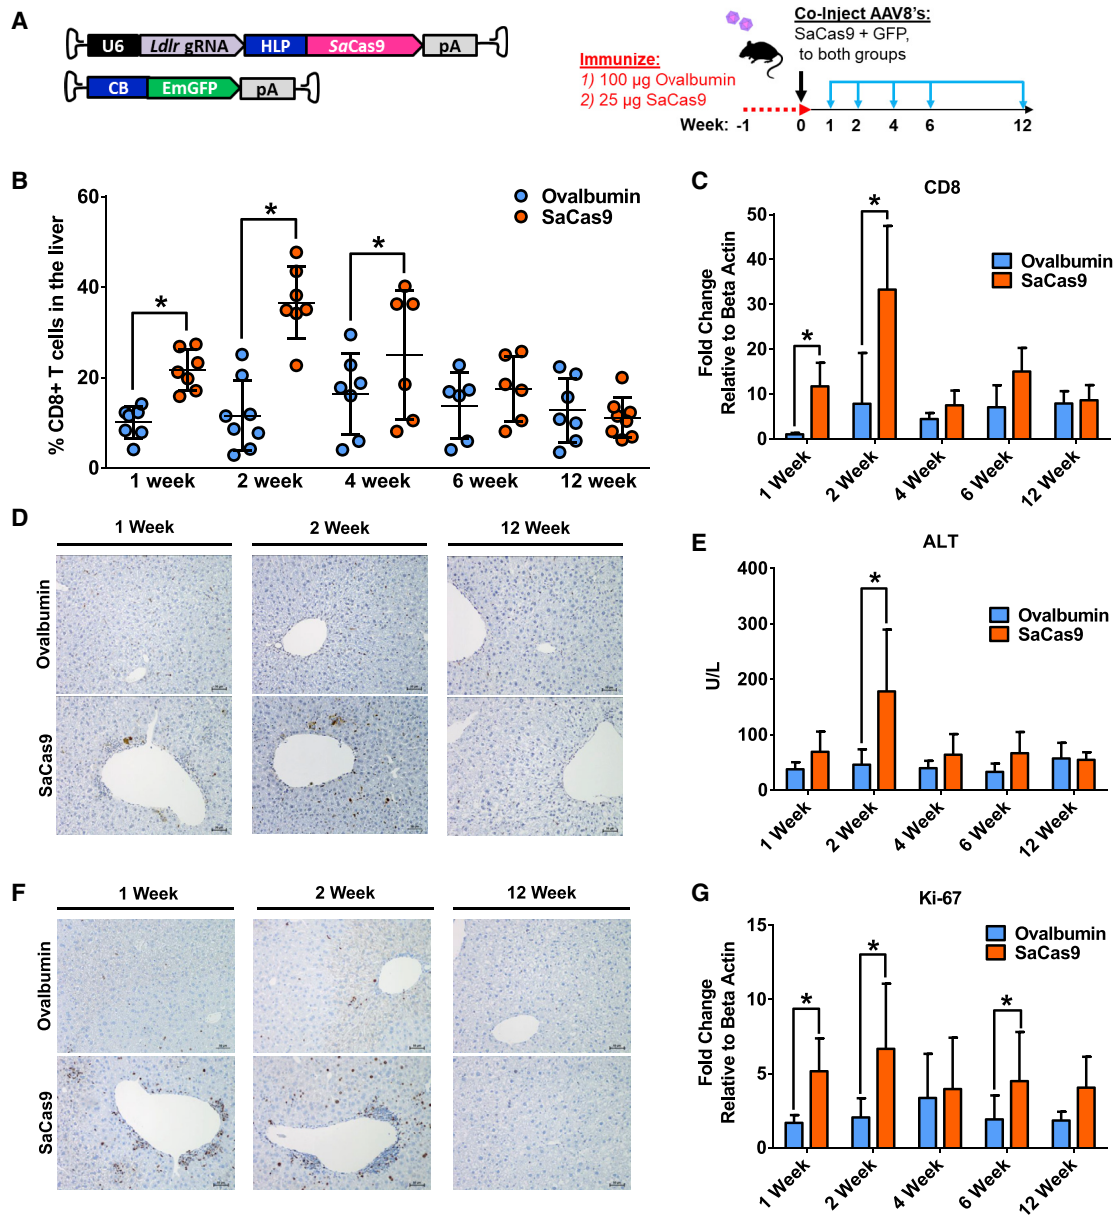 A
U6 Ldlr gRNA HLP SaCas9 pA
CB EmGFP pA
Immunize:
1) 100 µg Ovalbumin
2) 25 µg SaCas9
Co-Inject AAV8's:
SaCas9 + GFP,
to both groups
Week: -1 0 1 2 4 6 12
B
% CD8+ T cells in the liver
60
40
20
0
* * *
Ovalbumin
SaCas9
1 week 2 week 4 week 6 week 12 week
C
CD8
Fold Change
Relative to Beta Actin
50
40
30
20
10
0
* *
Ovalbumin
SaCas9
1 Week 2 Week 4 Week 6 Week 12 Week
D
1 Week 2 Week 12 Week
Ovalbumin
SaCas9
E
ALT
U/L
400
300
200
100
0
*
Ovalbumin
SaCas9
1 Week 2 Week 4 Week 6 Week 12 Week
F
1 Week 2 Week 12 Week
Ovalbumin
SaCas9
G
Ki-67
Fold Change
Relative to Beta Actin
15
10
5
0
* * *
Ovalbumin
SaCas9
1 Week 2 Week 4 Week 6 Week 12 Week